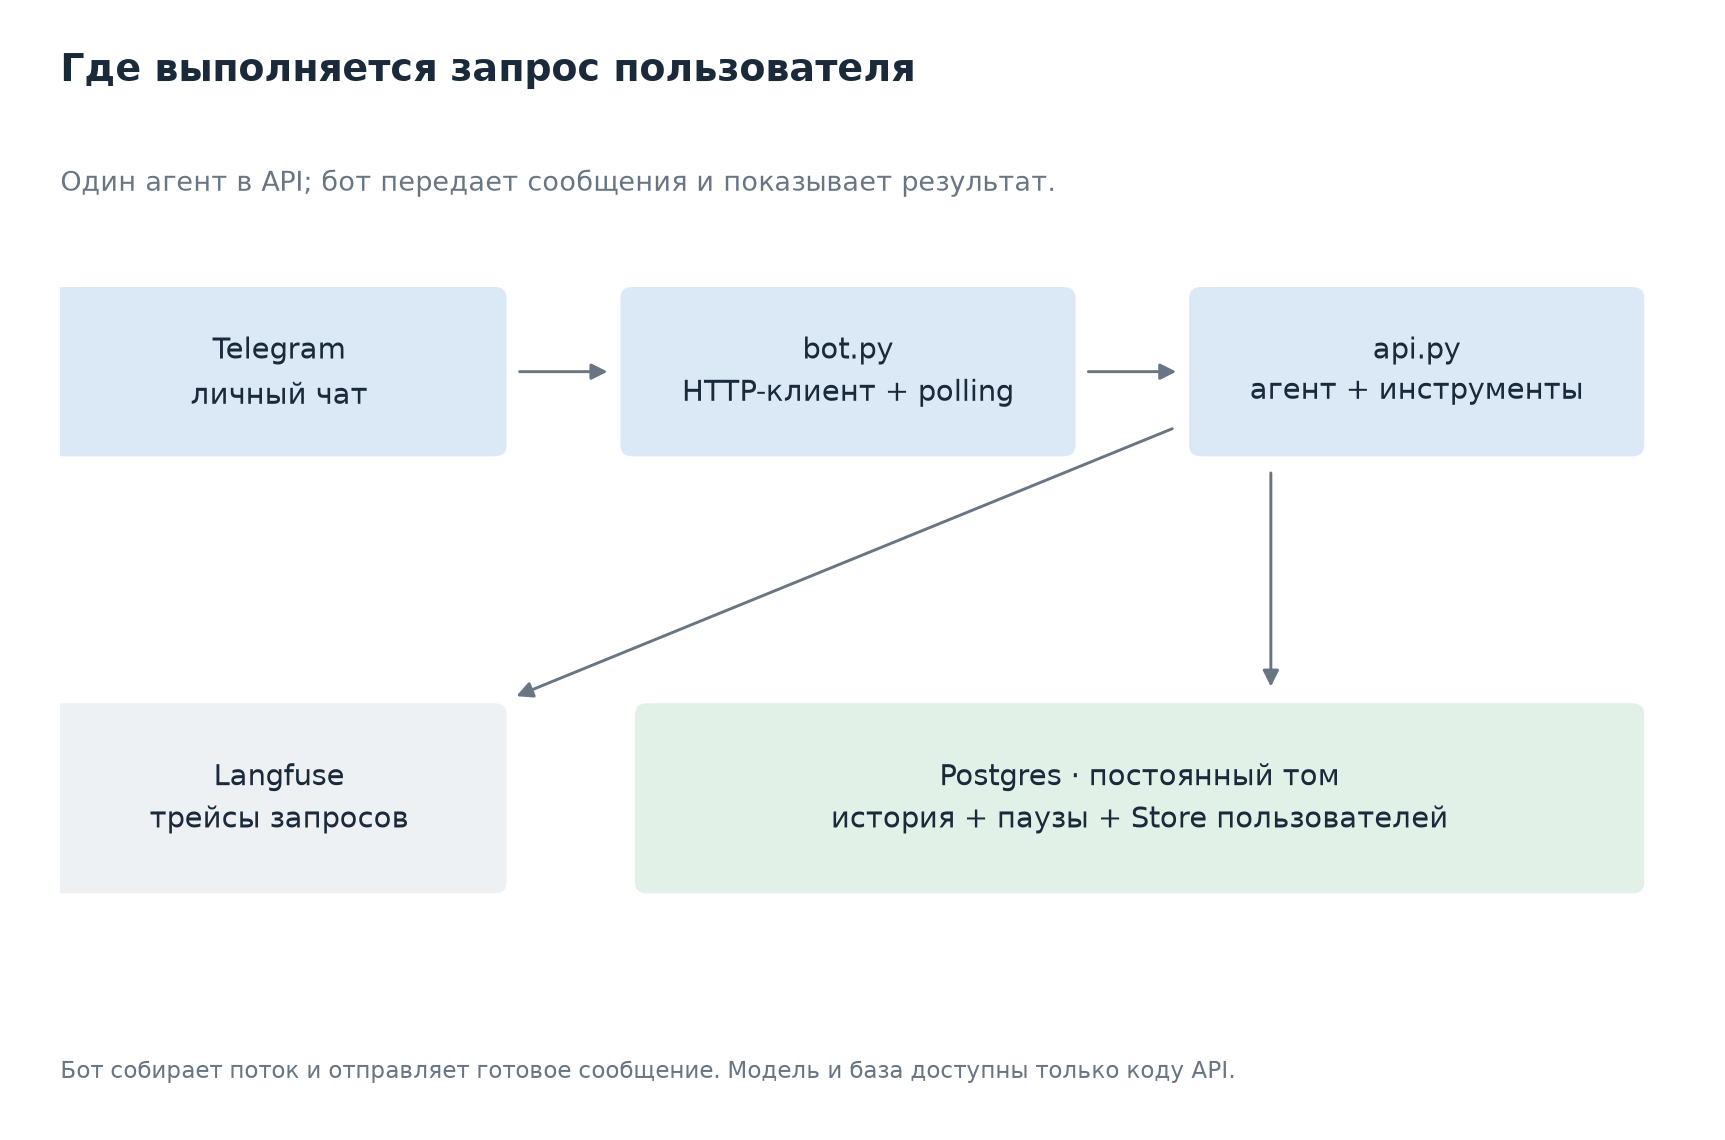 Где выполняется запрос пользователя
Один агент в API; бот передает сообщения и показывает результат.
Telegram
личный чат
bot.py
HTTP-клиент + polling
api.py
агент + инструменты
Langfuse
трейсы запросов
Postgres · постоянный том
история + паузы + Store пользователей
Бот собирает поток и отправляет готовое сообщение. Модель и база доступны только коду API.